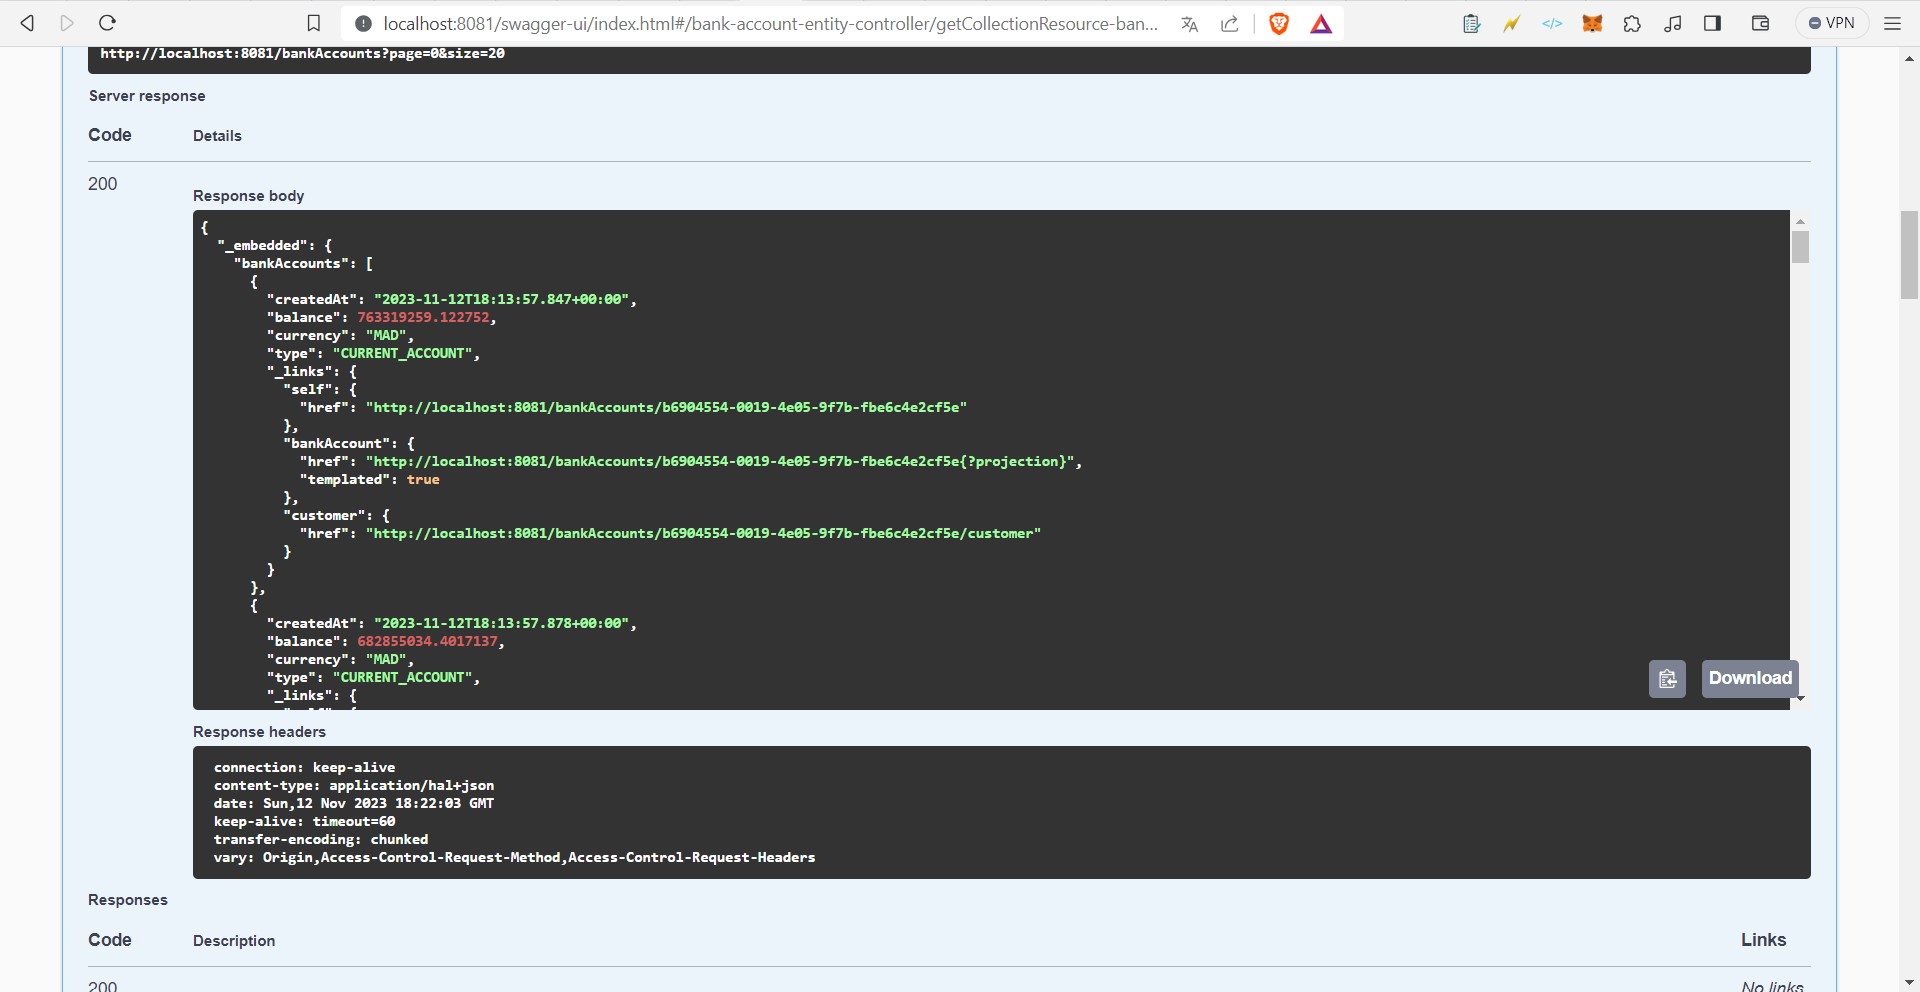 localhost:8081/swagger-ui/index.html#/bank-account-entity-controller/getCollectionResource-ban...
VPN
http://localhost:8081/bankAccounts?page=0&size=20
Server response
Code Details
200
Response body
{
"_embedded": {
"bankAccounts": [
{
"createdAt": "2023-11-12T18:13:57.847+00:00",
"balance": 763319259.122752,
"currency": "MAD",
"type": "CURRENT_ACCOUNT",
"_links": {
"self": {
"href": "http://localhost:8081/bankAccounts/b6904554-0019-4e05-9f7b-fbe6c4e2cf5e"
},
"bankAccount": {
"href": "http://localhost:8081/bankAccounts/b6904554-0019-4e05-9f7b-fbe6c4e2cf5e{?projection}",
"templated": true
},
"customer": {
"href": "http://localhost:8081/bankAccounts/b6904554-0019-4e05-9f7b-fbe6c4e2cf5e/customer"
}
}
},
{
"createdAt": "2023-11-12T18:13:57.878+00:00",
"balance": 682855034.4017137,
"currency": "MAD",
"type": "CURRENT_ACCOUNT",
"_links": {
Download
Response headers
connection: keep-alive
content-type: application/hal+json
date: Sun,12 Nov 2023 18:22:03 GMT
keep-alive: timeout=60
transfer-encoding: chunked
vary: Origin,Access-Control-Request-Method,Access-Control-Request-Headers
Responses
Code Description Links
200 No links